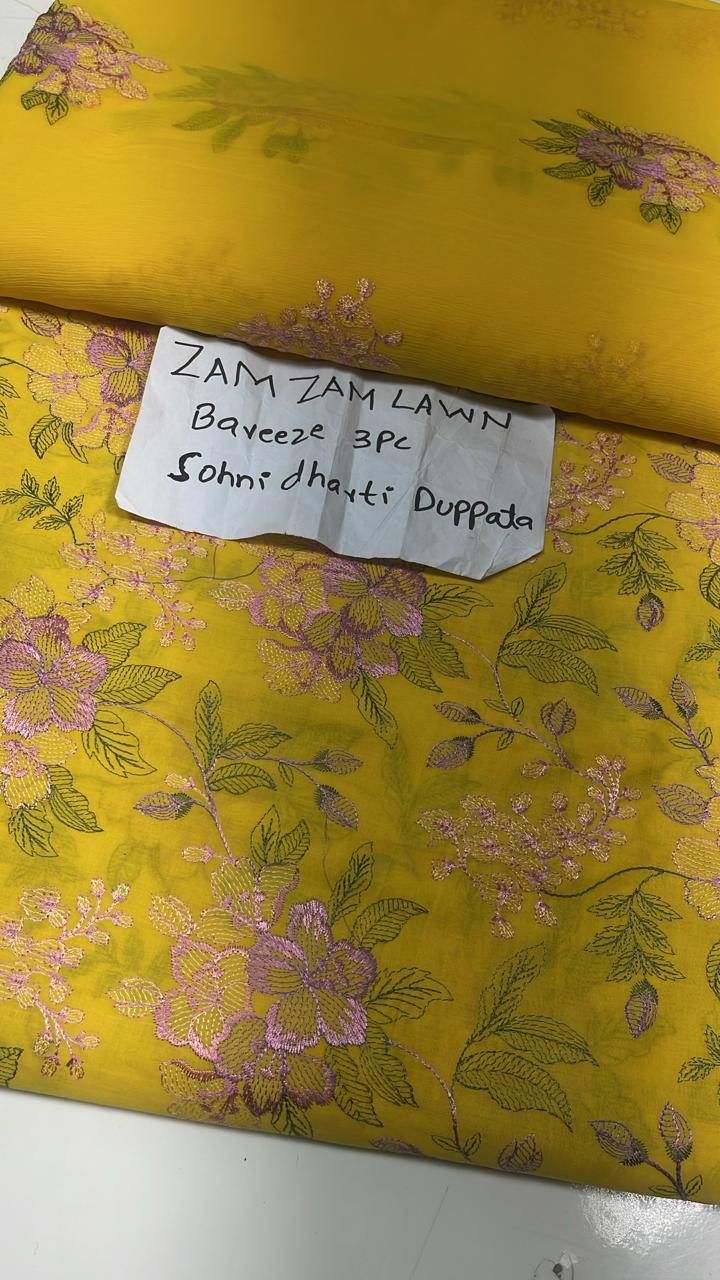 ZAM ZAM LAWN
Baveeze 3Pc
Sohni dharti Duppata